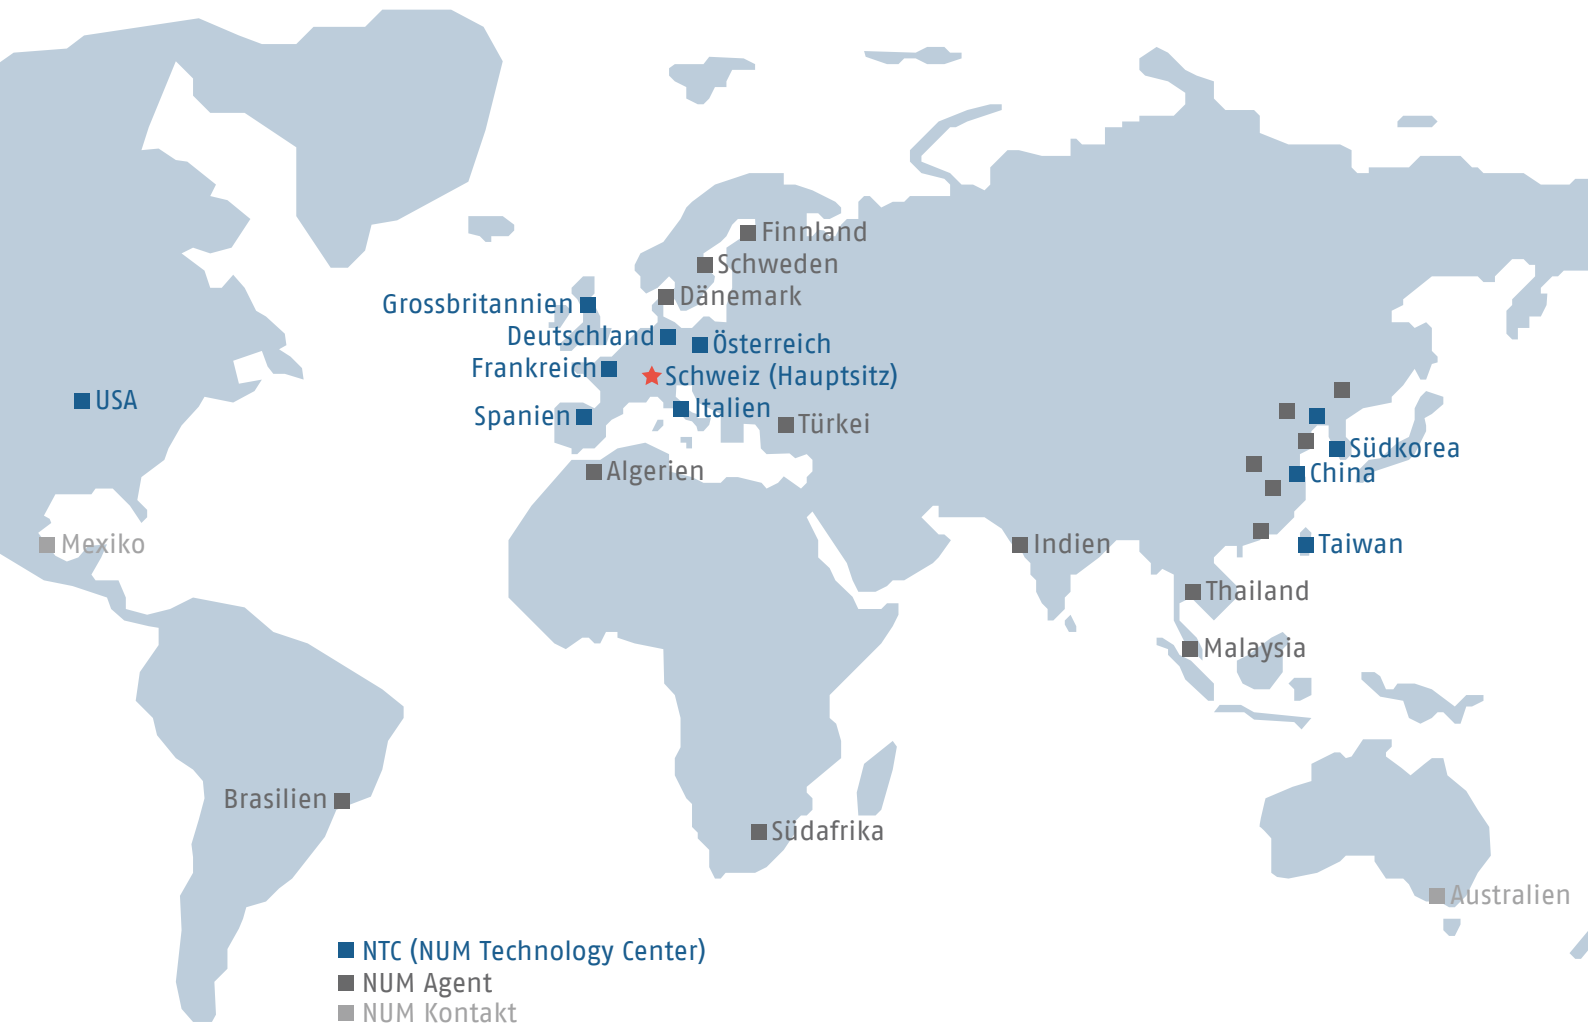 Finnland
Schweden
Dänemark
Grossbritannien
Deutschland
Österreich
Frankreich
Schweiz (Hauptsitz)
USA
Spanien
Italien
Türkei
Südkorea
Algerien
China
Mexiko
Indien
Taiwan
Thailand
Malaysia
Brasilien
Südafrika
Australien
NTC (NUM Technology Center)
NUM Agent
NUM Kontakt